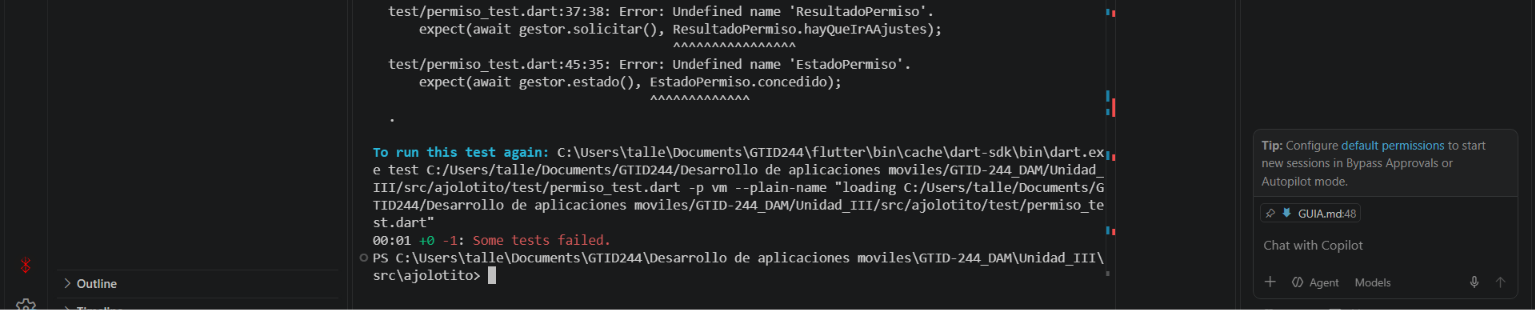 test/permiso_test.dart:37:38: Error: Undefined name 'ResultadoPermiso'.
expect(await gestor.solicitar(), ResultadoPermiso.hayQueIrAAjustes);
^^^^^^^^^^^^^^^^
test/permiso_test.dart:45:35: Error: Undefined name 'EstadoPermiso'.
expect(await gestor.estado(), EstadoPermiso.concedido);
^^^^^^^^^^^^^
.
To run this test again: C:\Users\talle\Documents\GTID244\flutter\bin\cache\dart-sdk\bin\dart.ex
e test C:/Users/talle/Documents/GTID244/Desarrollo de aplicaciones moviles/GTID-244_DAM/Unidad_
III/src/ajolotito/test/permiso_test.dart -p vm --plain-name "loading C:/Users/talle/Documents/G
TID244/Desarrollo de aplicaciones moviles/GTID-244_DAM/Unidad_III/src/ajolotito/test/permiso_te
st.dart"
00:01 +0 -1: Some tests failed.
PS C:\Users\talle\Documents\GTID244\Desarrollo de aplicaciones moviles\GTID-244_DAM\Unidad_III\
src\ajolotito>
Outline
Tip: Configure default permissions to start
new sessions in Bypass Approvals or
Autopilot mode.
GUIA.md:48
Chat with Copilot
Agent Models